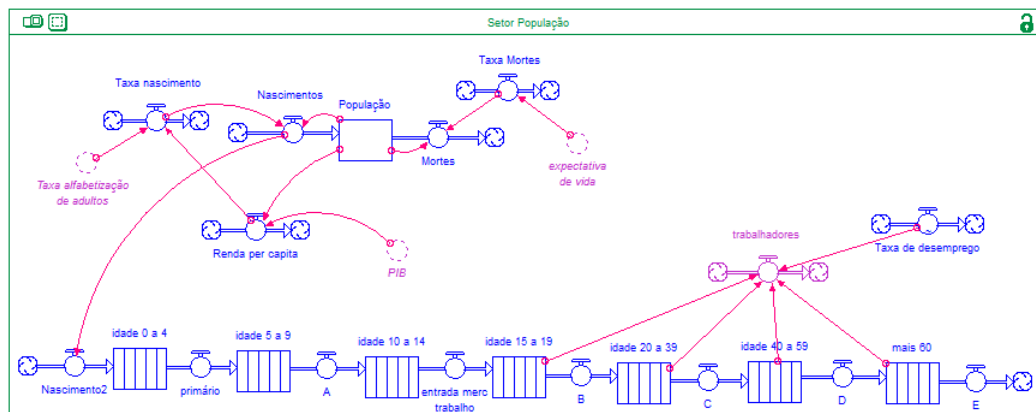 Setor População
Taxa Mortes
Taxa nascimento
Nascimentos
População
Mortes
expectativa
de vida
Taxa alfabetização
de adultos
Renda per capita
PIB
trabalhadores
Taxa de desemprego
idade 0 a 4
idade 5 a 9
idade 10 a 14
idade 15 a 19
idade 20 a 39
idade 40 a 59
mais 60
Nascimento2
primário
A
entrada merc
trabalho
B
C
D
E